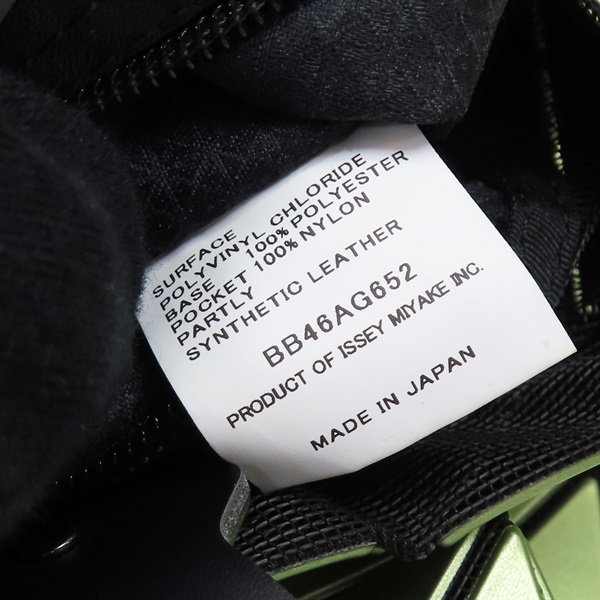 SURFACE
POLYVINYL CHLORIDE
BASE 100% POLYESTER
POCKET 100% NYLON
PARTLY
SYNTHETIC LEATHER
BB46AG652
PRODUCT OF ISSEY MIYAKE INC.
MADE IN JAPAN